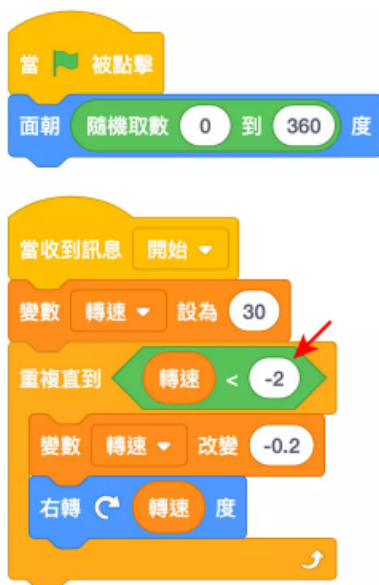 當 被點擊
面朝 隨機取數 0 到 360 度
當收到訊息 開始
變數 轉速 設為 30
重複直到 轉速 < -2
變數 轉速 改變 -0.2
右轉 轉速 度